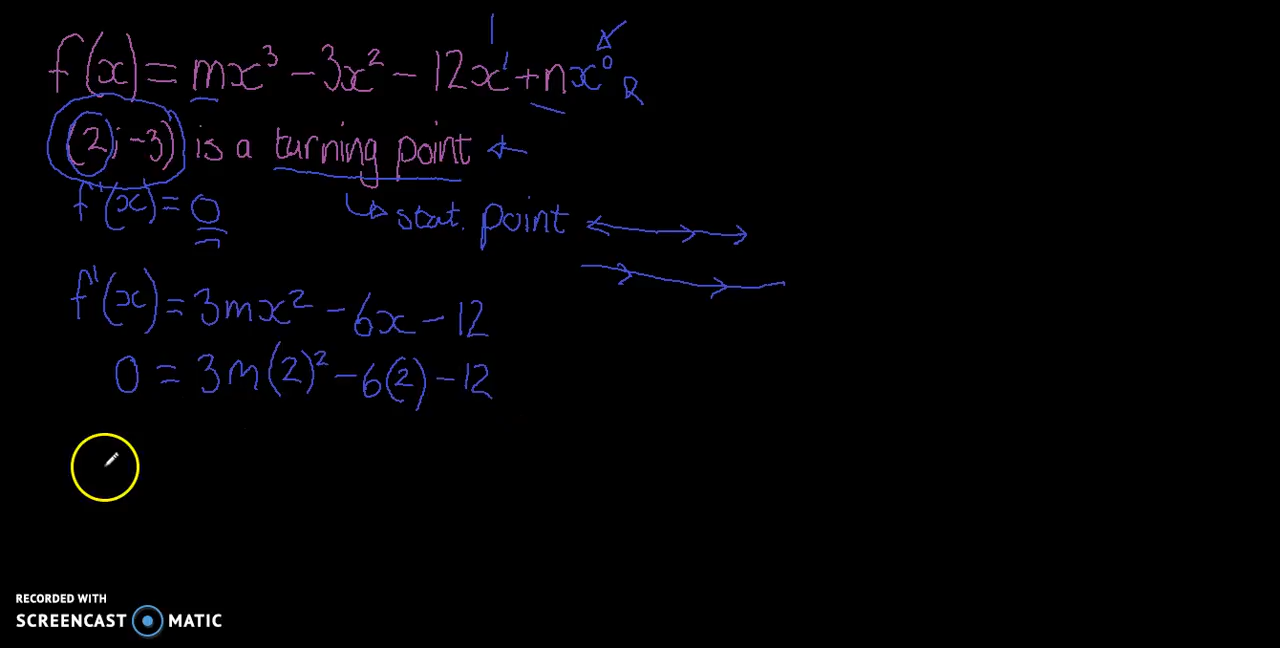 f(x) = mx³ − 3x² − 12x¹ + nx⁰
(2; −3) is a turning point
f'(x) = 0
stat. point
f'(x) = 3mx² − 6x − 12
0 = 3m(2)² − 6(2) − 12
RECORDED WITH
SCREENCAST MATIC